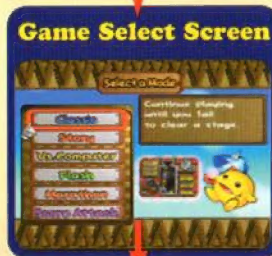 Game Select Screen
Select a Mode
Classic
Story
Vs.Computer
Flash
Marathon
Score Attack
Continue playing
until you fail
to clear a stage.